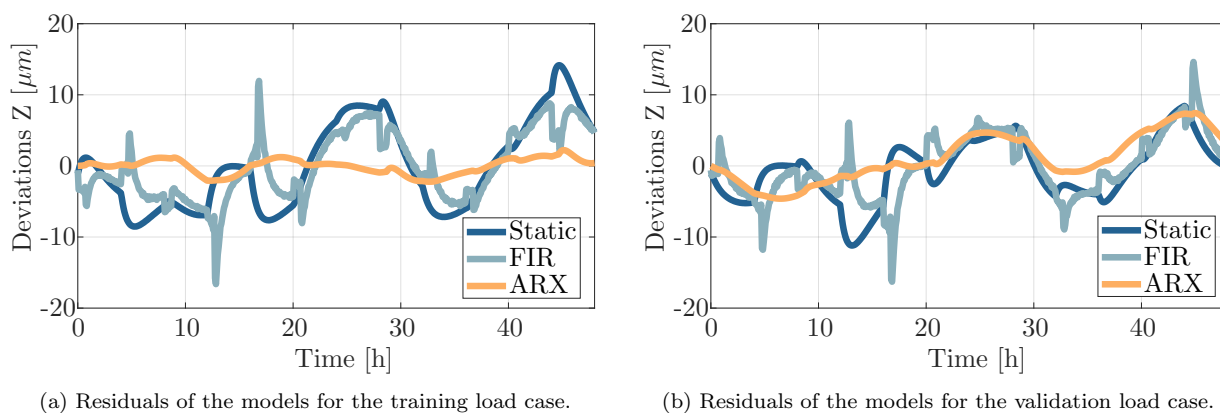 20
10
0
-10
-20
Deviations Z [μm]
0
10
20
30
40
Time [h]
Static
FIR
ARX
(a) Residuals of the models for the training load case.
20
10
0
-10
-20
Deviations Z [μm]
0
10
20
30
40
Time [h]
Static
FIR
ARX
(b) Residuals of the models for the validation load case.